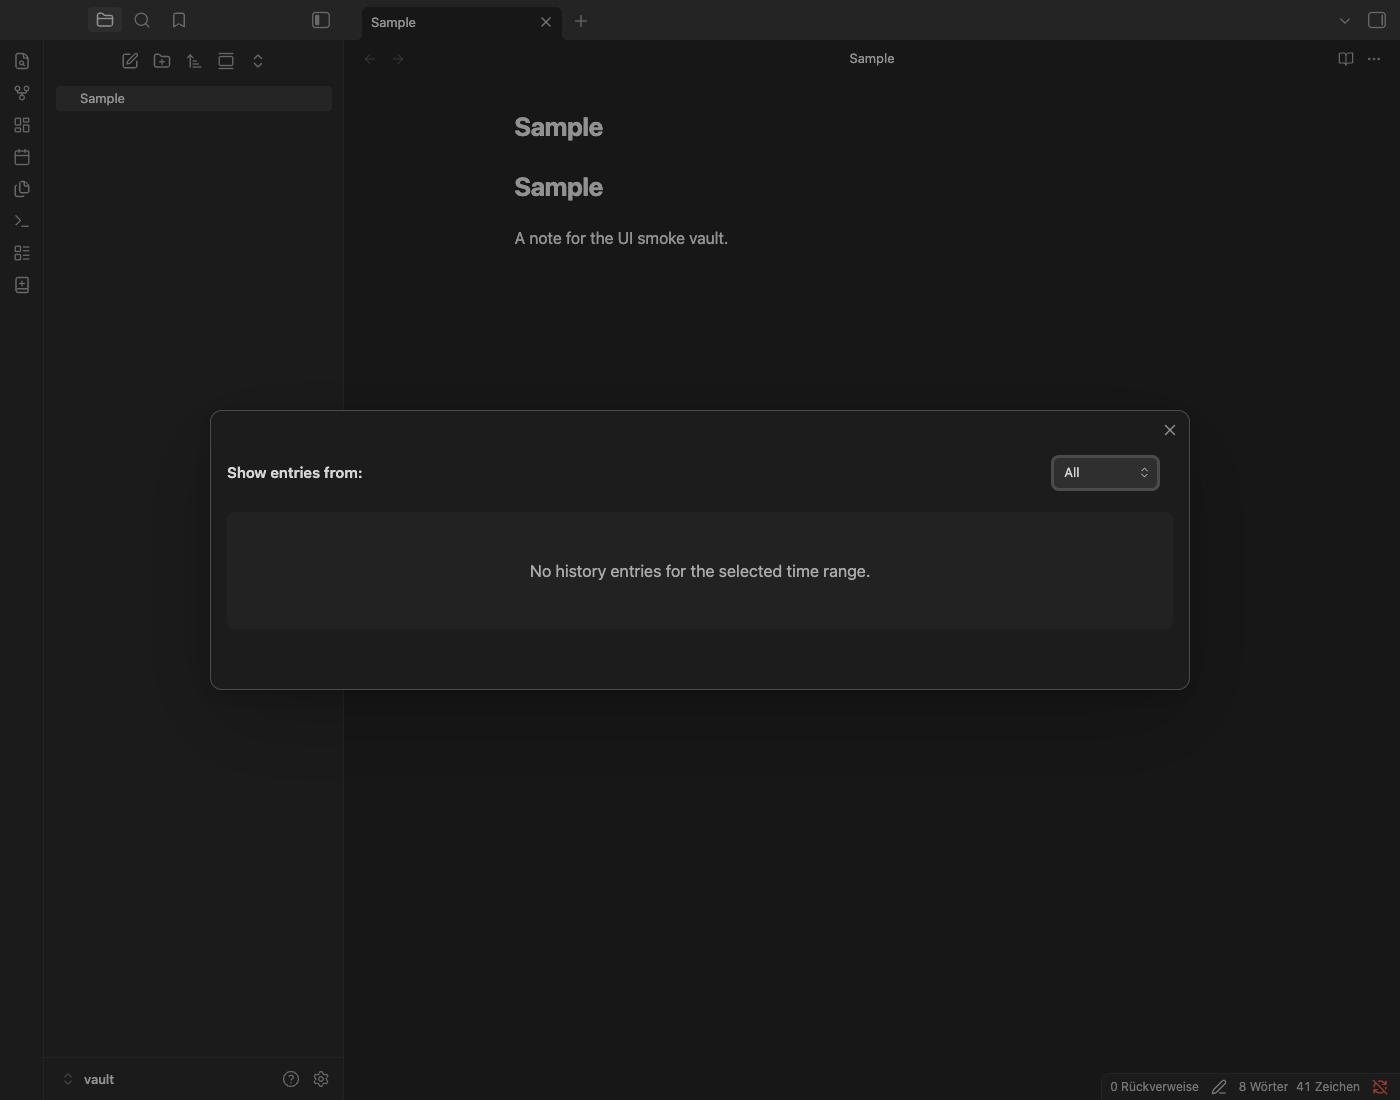 Sample
Sample
Sample
Sample
Sample
A note for the UI smoke vault.
Show entries from:
All
No history entries for the selected time range.
vault
0 Rückverweise
8 Wörter
41 Zeichen